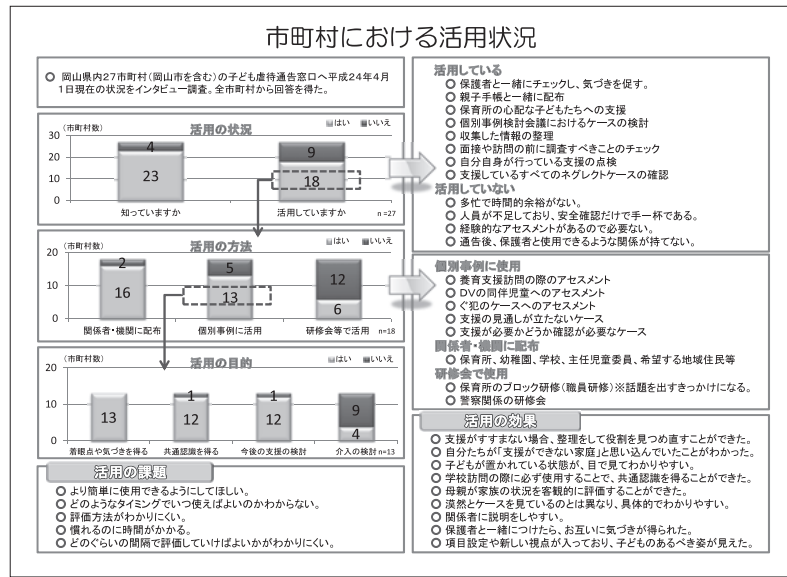 市町村における活用状況
○ 岡山県内27市町村(岡山市を含む)の子ども虐待通告窓口へ平成24年4月
1日現在の状況をインタビュー調査。全市町村から回答を得た。
(市町村数)
活用の状況
はい いいえ
30
20
10
0
4
23
9
18
知っていますか
活用していますか
n=27
(市町村数)
活用の方法
はい いいえ
20
10
0
2
16
5
13
12
6
関係者・機関に配布
個別事例に活用
研修会等で活用
n=18
(市町村数)
活用の目的
はい いいえ
20
10
0
13
1
12
1
12
9
4
着眼点や気づきを得る
共通認識を得る
今後の支援の検討
介入の検討
n=13
活用の課題
○ より簡単に使用できるようにしてほしい。
○ どのようなタイミングでいつ使えばよいのかわからない。
○ 評価方法がわかりにくい。
○ 慣れるのに時間がかかる。
○ どのぐらいの間隔で評価していけばよいかがわかりにくい。
活用している
○ 保護者と一緒にチェックし、気づきを促す。
○ 親子手帳と一緒に配布
○ 保育所の心配な子どもたちへの支援
○ 個別事例検討会議におけるケースの検討
○ 収集した情報の整理
○ 面接や訪問の前に調査すべきことのチェック
○ 自分自身が行っている支援の点検
○ 支援しているすべてのネグレクトケースの確認
活用していない
○ 多忙で時間的余裕がない。
○ 人員が不足しており、安全確認だけで手一杯である。
○ 経験的なアセスメントがあるので必要ない。
○ 通告後、保護者と使用できるような関係が持てない。
個別事例に使用
○ 養育支援訪問の際のアセスメント
○ DVの同伴児童へのアセスメント
○ ぐ犯のケースへのアセスメント
○ 支援の見通しが立たないケース
○ 支援が必要かどうか確認が必要なケース
関係者・機関に配布
○ 保育所、幼稚園、学校、主任児童委員、希望する地域住民等
研修会で使用
○ 保育所のブロック研修(職員研修)※話題を出すきっかけになる。
○ 警察関係の研修会
活用の効果
○ 支援がすすまない場合、整理をして役割を見つめ直すことができた。
○ 自分たちが「支援ができない家庭」と思い込んでいたことがわかった。
○ 子どもが置かれている状態が、目で見てわかりやすい。
○ 学校訪問の際に必ず使用することで、共通認識を得ることができた。
○ 母親が家族の状況を客観的に評価することができた。
○ 漠然とケースを見ているのとは異なり、具体的でわかりやすい。
○ 関係者に説明をしやすい。
○ 保護者と一緒につけたら、お互いに気づきが得られた。
○ 項目設定や新しい視点が入っており、子どものあるべき姿が見えた。